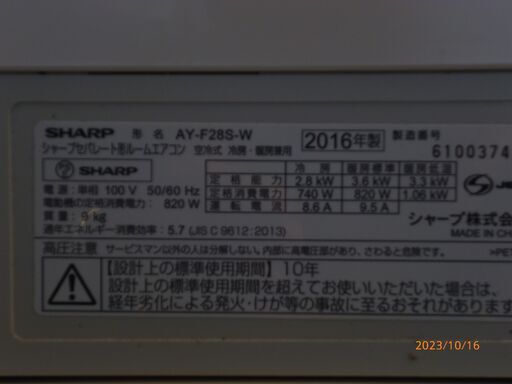 SHARP 形名 AY-F28S-W 2016年製 製造番号
シャープセパレート形ルームエアコン 空冷式 冷房・暖房兼用 6100374
SHARP
電源：単相 100 V 50/60 Hz
電動機の定格消費電力： 820 W
質量：9 kg
通年エネルギー消費効率： 5.7 (JIS C 9612:2013)
冷房 暖房標準 暖房低温
定格能力 2.8 kW 3.6 kW 3.3 kW
定格消費電力 740 W 820 W 1.06 kW
運転電流 8.6 A 9.5 A
シャープ株式会
MADE IN CH
高圧注意 サービスマン以外の人は分解しない。内部に高電圧部があり、さわると危険
>PET
【設計上の標準使用期間】10年
設計上の標準使用期間を超えてお使いいただいた場合は、
経年劣化による発火・けが等の事故に至るおそれがあります
2023/10/16